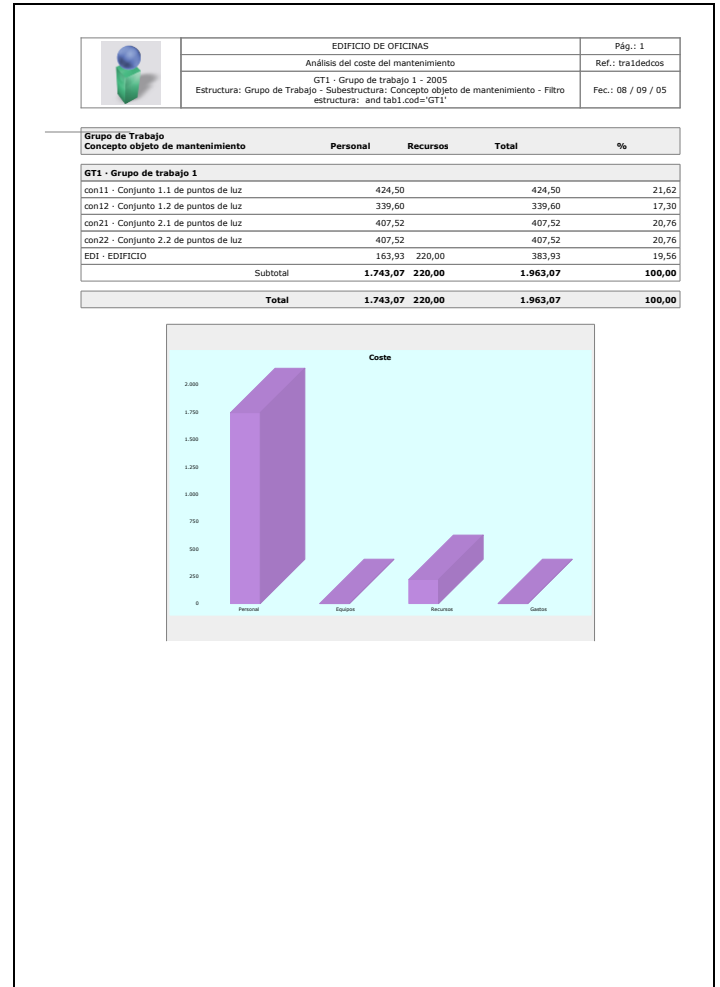 EDIFICIO DE OFICINAS
Pág.: 1
Análisis del coste del mantenimiento
Ref.: tra1dedcos
GT1 · Grupo de trabajo 1 - 2005
Estructura: Grupo de Trabajo - Subestructura: Concepto objeto de mantenimiento - Filtro
estructura:  and tab1.cod='GT1'
Fec.: 08 / 09 / 05
Grupo de Trabajo
Concepto objeto de mantenimiento Personal Recursos Total %
GT1 · Grupo de trabajo 1
con11 · Conjunto 1.1 de puntos de luz 424,50 424,50 21,62
con12 · Conjunto 1.2 de puntos de luz 339,60 339,60 17,30
con21 · Conjunto 2.1 de puntos de luz 407,52 407,52 20,76
con22 · Conjunto 2.2 de puntos de luz 407,52 407,52 20,76
EDI · EDIFICIO 163,93 220,00 383,93 19,56
Subtotal 1.743,07 220,00 1.963,07 100,00
Total 1.743,07 220,00 1.963,07 100,00
Coste
2.000
1.750
1.500
1.250
1.000
750
500
250
0
Personal Equipos Recursos Gastos